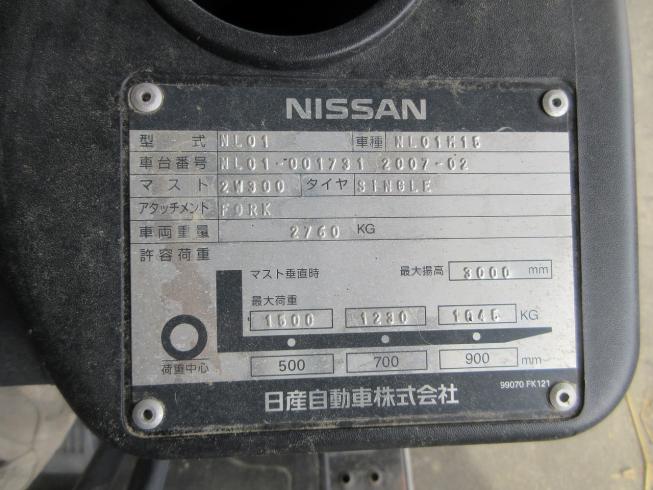 NISSAN
型式 NL01 車種 NL01M15
車台番号 NL01-001731 2007-02
マスト 2W300 タイヤ SINGLE
アタッチメント FORK
車両重量 2760 KG
許容荷重
マスト垂直時 最大揚高 3000 mm
最大荷重
1500 1230 1045 KG
荷重中心 500 700 900 mm
99070 FK121
日産自動車株式会社